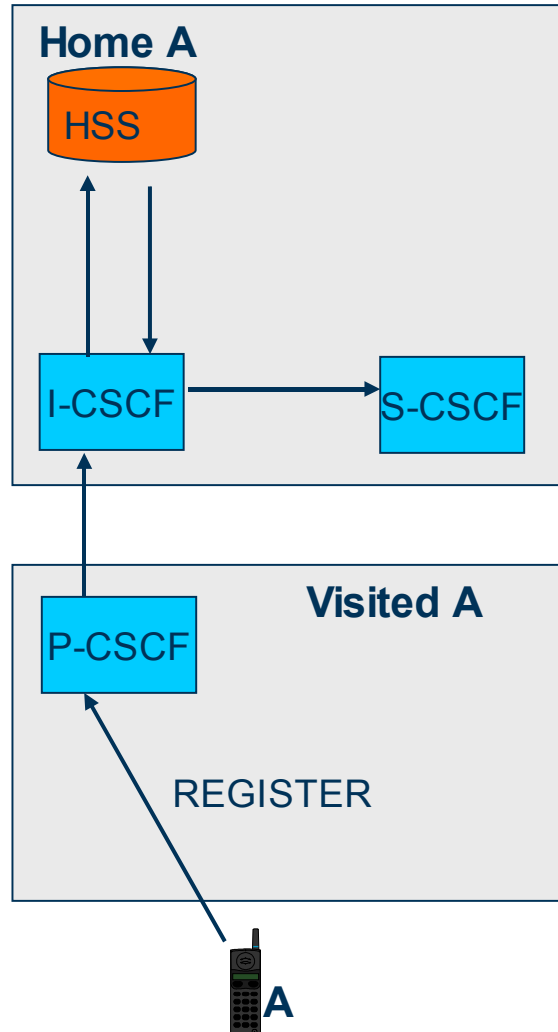 Home A
HSS
I-CSCF
S-CSCF
Visited A
P-CSCF
REGISTER
A